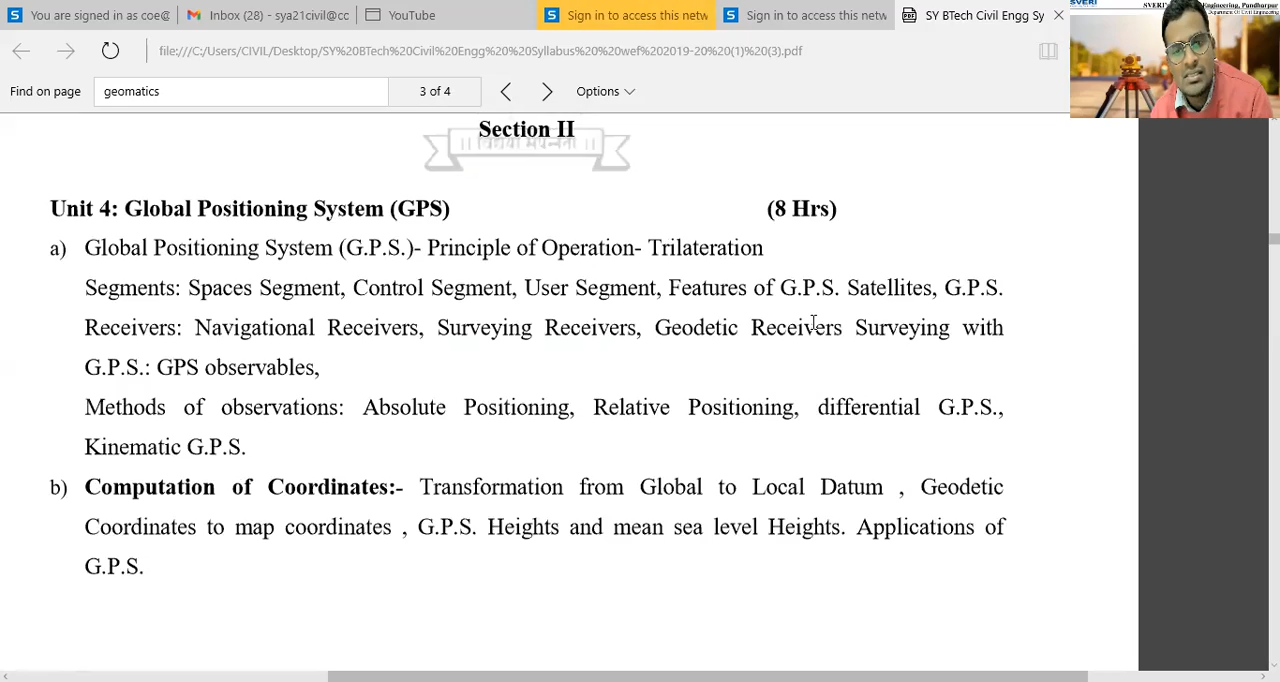 You are signed in as coe@
Inbox (28) - sya21civil@cc
YouTube
Sign in to access this netw
Sign in to access this netw
SY BTech Civil Engg Sy
file:///C:/Users/CIVIL/Desktop/SY%20BTech%20Civil%20Engg%20%20Syllabus%20%20wef%202019-20%20(1)%20(3).pdf
Find on page
geomatics
3 of 4
Options
SVERI
Engineering, Pandharpur
Section II
Unit 4: Global Positioning System (GPS) (8 Hrs)
a) Global Positioning System (G.P.S.)- Principle of Operation- Trilateration
Segments: Spaces Segment, Control Segment, User Segment, Features of G.P.S. Satellites, G.P.S.
Receivers: Navigational Receivers, Surveying Receivers, Geodetic Receivers Surveying with
G.P.S.: GPS observables,
Methods of observations: Absolute Positioning, Relative Positioning, differential G.P.S.,
Kinematic G.P.S.
b) Computation of Coordinates:- Transformation from Global to Local Datum , Geodetic
Coordinates to map coordinates , G.P.S. Heights and mean sea level Heights. Applications of
G.P.S.